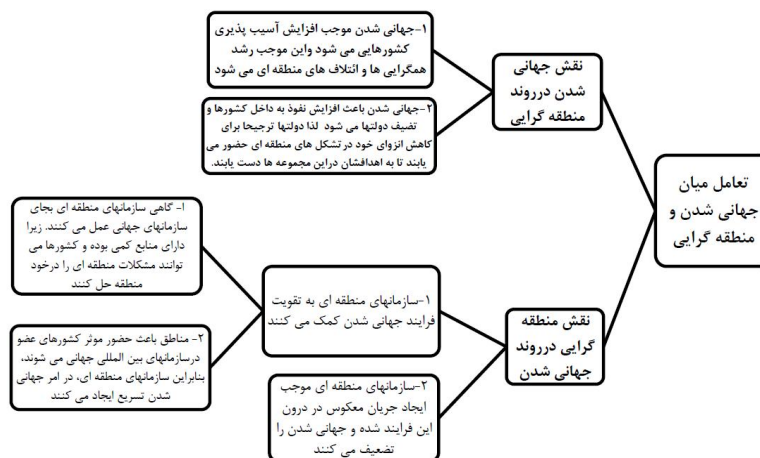 تعامل میان
جهانی شدن و
منطقه گرایی
نقش جهانی
شدن درروند
منطقه گرایی
۱-جهانی شدن موجب افزایش آسیب پذیری
کشورهایی می شود واین موجب رشد
همگرایی ها و ائتلاف های منطقه ای می شود
۲-جهانی شدن باعث افزایش نفوذ به داخل کشورها و
تضیف دولتها می شود لذا دولتها ترجیحا برای
کاهش انزوای خود در تشکل های منطقه ای حضور می
یابند تا به اهدافشان دراین مجموعه ها دست یابند.
نقش منطقه
گرایی درروند
جهانی شدن
۱-سازمانهای منطقه ای به تقویت
فرایند جهانی شدن کمک می کنند
ا- گاهی سازمانهای منطقه ای بجای
سازمانهای جهانی عمل می کنند. زیرا
دارای منابع کمی بوده و کشورها می
توانند مشکلات منطقه ای را درخود
منطقه حل کنند
۲- مناطق باعث حضور موثر کشورهای عضو
درسازمانهای بین المللی جهانی می شوند،
بنابراین سازمانهای منطقه ای، در امر جهانی
شدن تسریع ایجاد می کنند
۲-سازمانهای منطقه ای موجب
ایجاد جریان معکوس در درون
این فرایند شده و جهانی شدن را
تضعیف می کنند